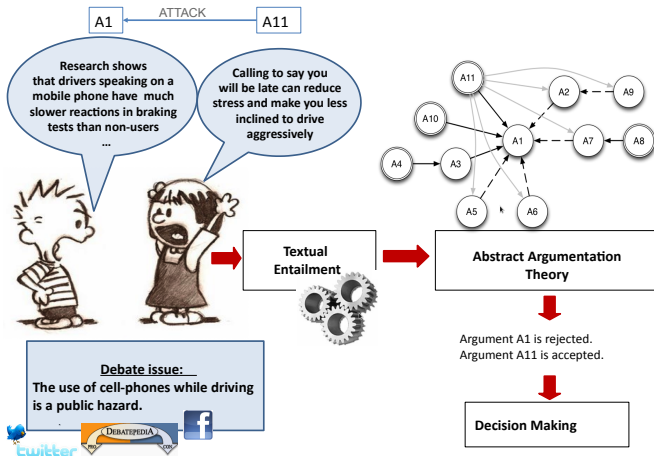 A1
ATTACK
A11
Research shows
that drivers speaking on a
mobile phone have much
slower reactions in braking
tests than non-users
...
Calling to say you
will be late can reduce
stress and make you less
inclined to drive
aggressively
A11
A2
A9
A10
A1
A7
A8
A4
A3
A5
A6
Textual
Entailment
Abstract Argumentation
Theory
Argument A1 is rejected.
Argument A11 is accepted.
Decision Making
Debate issue:
The use of cell-phones while driving
is a public hazard.
.
twitter
DEBATEPEDIA
PRO
CON
f